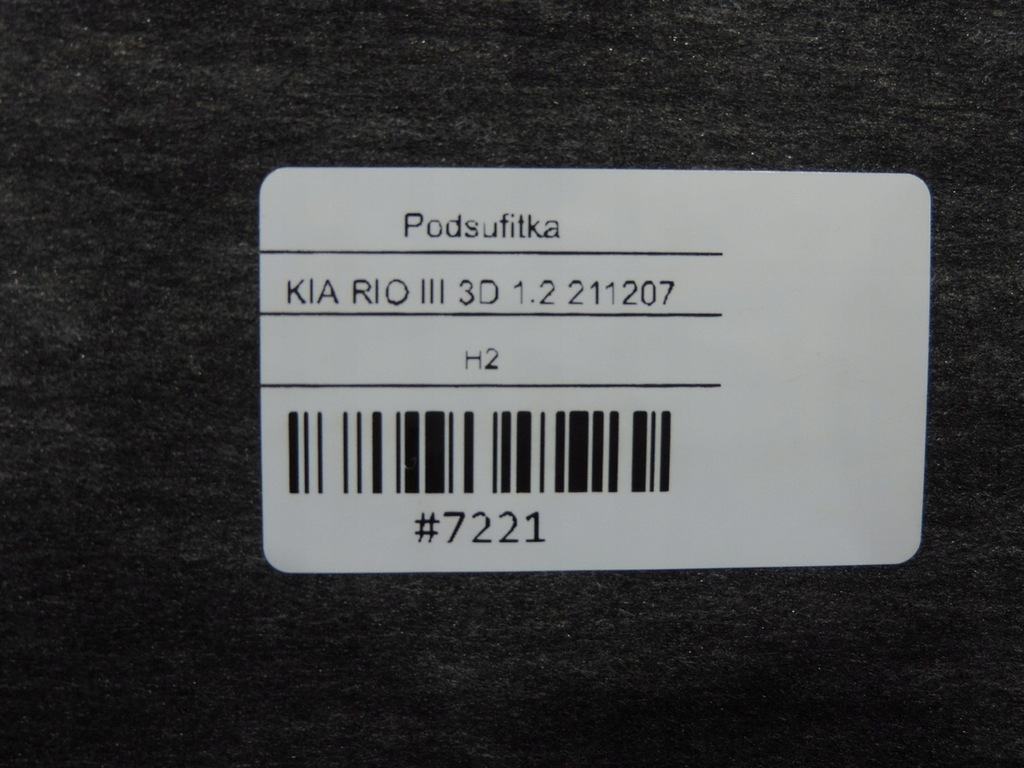 Podsufitka
KIA RIO III 3D 1.2 211207
H2
#7221